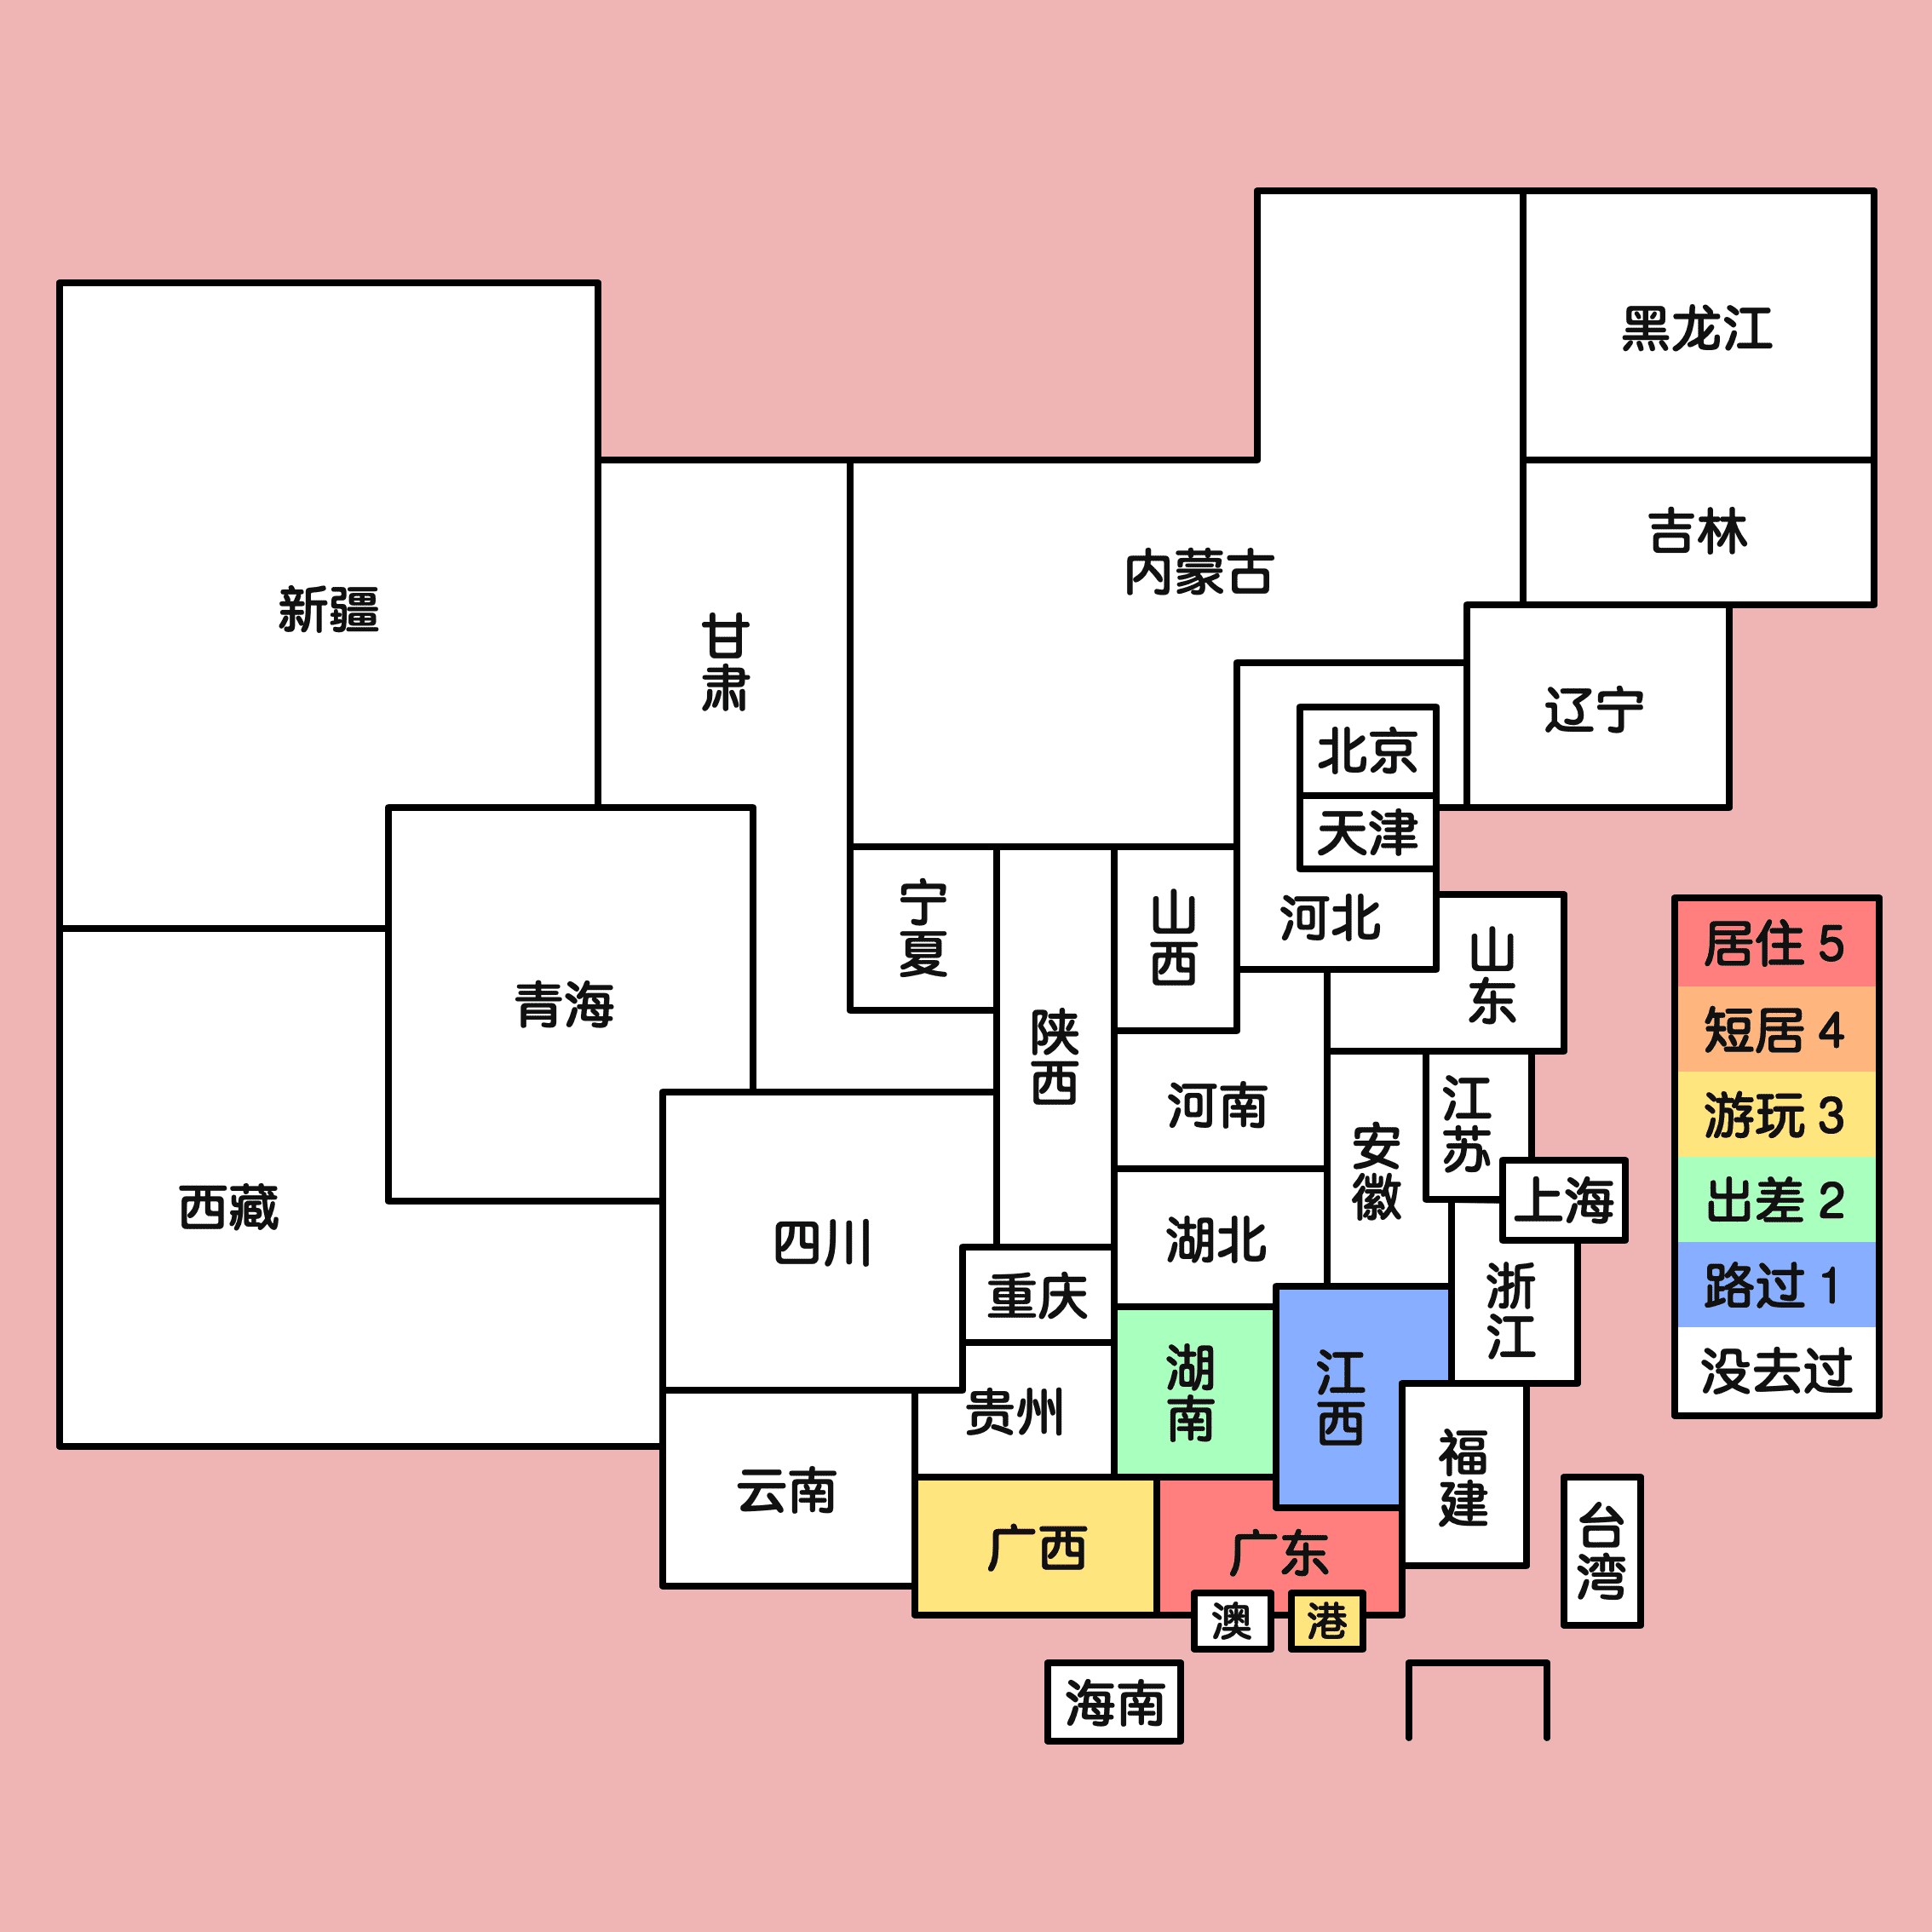 黑龙江
吉林
内蒙古
新疆
甘肃
辽宁
北京
天津
宁夏
山西
河北
山东
青海
陕西
河南
江苏
安徽
上海
西藏
四川
湖北
重庆
浙江
湖南
江西
贵州
福建
云南
广西
广东
台湾
澳
港
海南
居住 5
短居 4
游玩 3
出差 2
路过 1
没去过